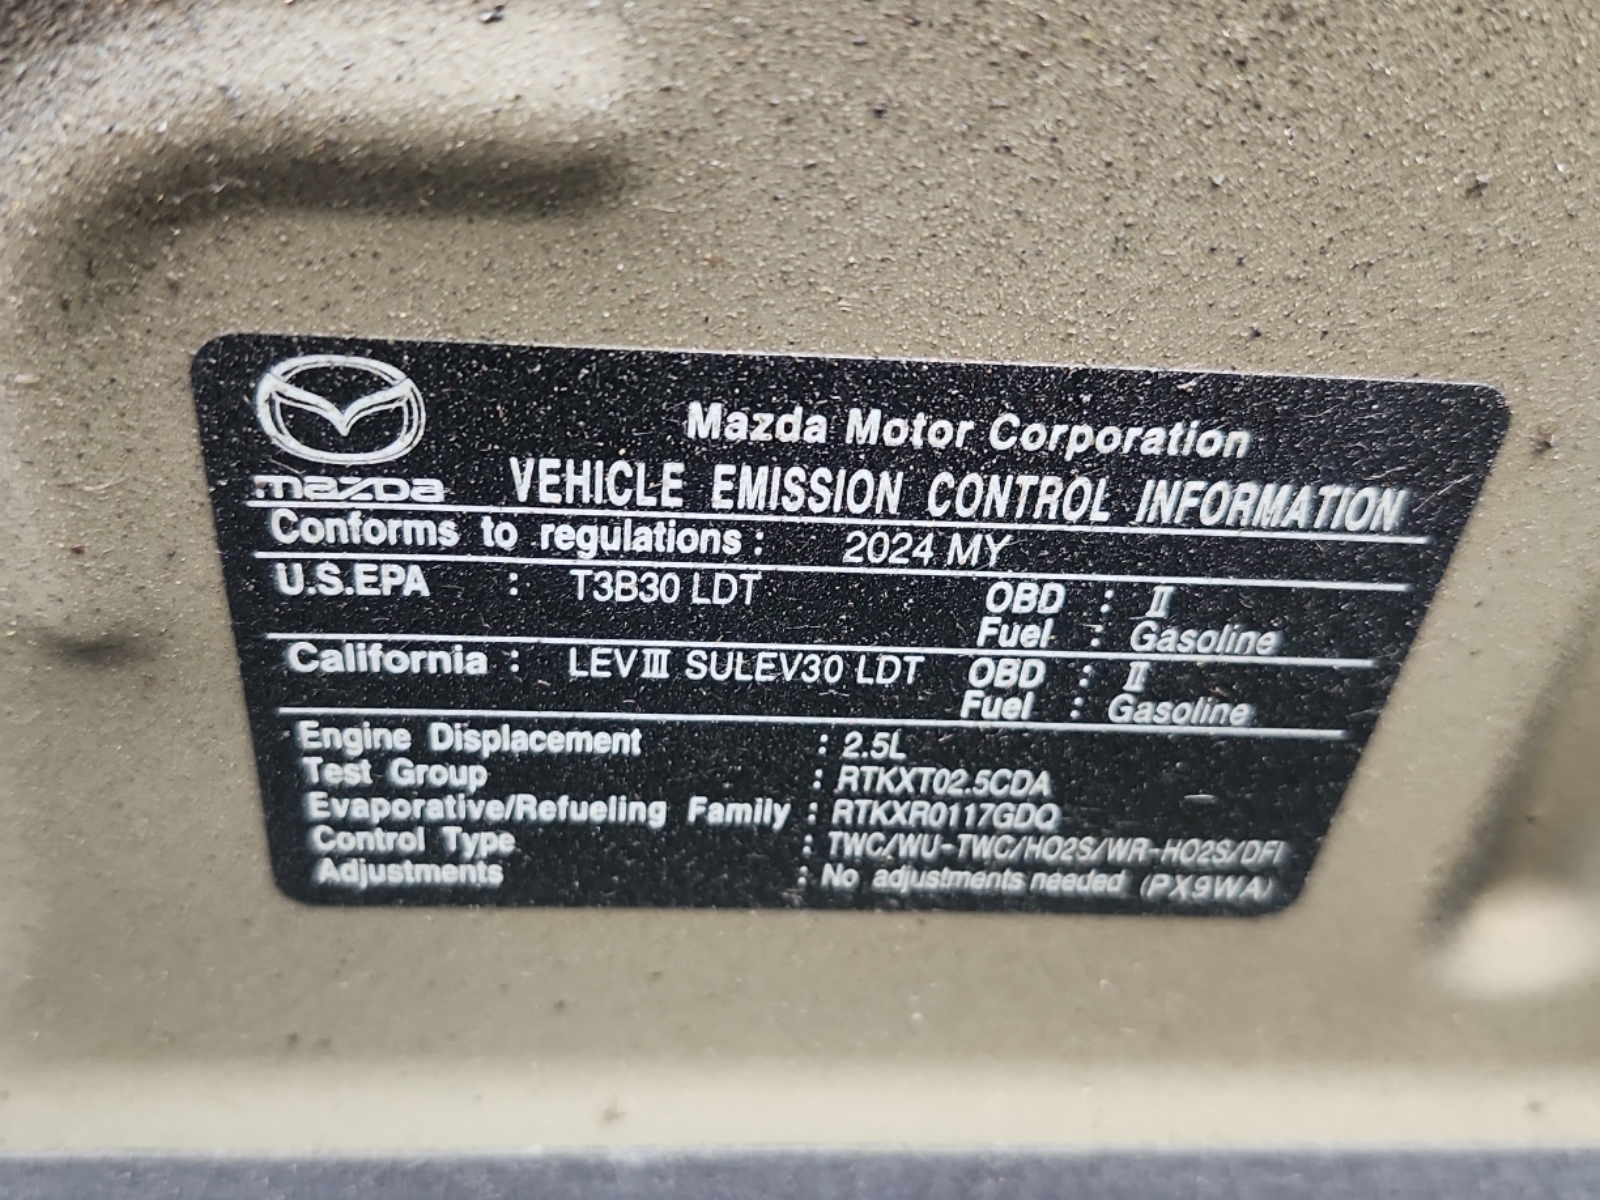 Mazda Motor Corporation
mazda VEHICLE EMISSION CONTROL INFORMATION
Conforms to regulations : 2024 MY
U.S.EPA : T3B30 LDT OBD : II
Fuel : Gasoline
California : LEV III SULEV30 LDT OBD : II
Fuel : Gasoline
Engine Displacement : 2.5L
Test Group : RTKXT02.5CDA
Evaporative/Refueling Family : RTKXR0117GDQ
Control Type : TWC/WU-TWC/HO2S/WR-HO2S/DFI
Adjustments : No adjustments needed (PX9WA)